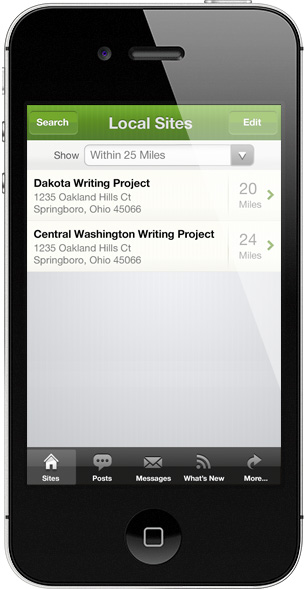 Search Local Sites Edit
Show Within 25 Miles
Dakota Writing Project
1235 Oakland Hills Ct
Springboro, Ohio 45066
20
Miles
Central Washington Writing Project
1235 Oakland Hills Ct
Springboro, Ohio 45066
24
Miles
Sites Posts Messages What's New More...